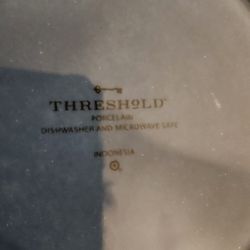 THRESHOLD
PORCELAIN
DISHWASHER AND MICROWAVE SAFE
INDONESIA